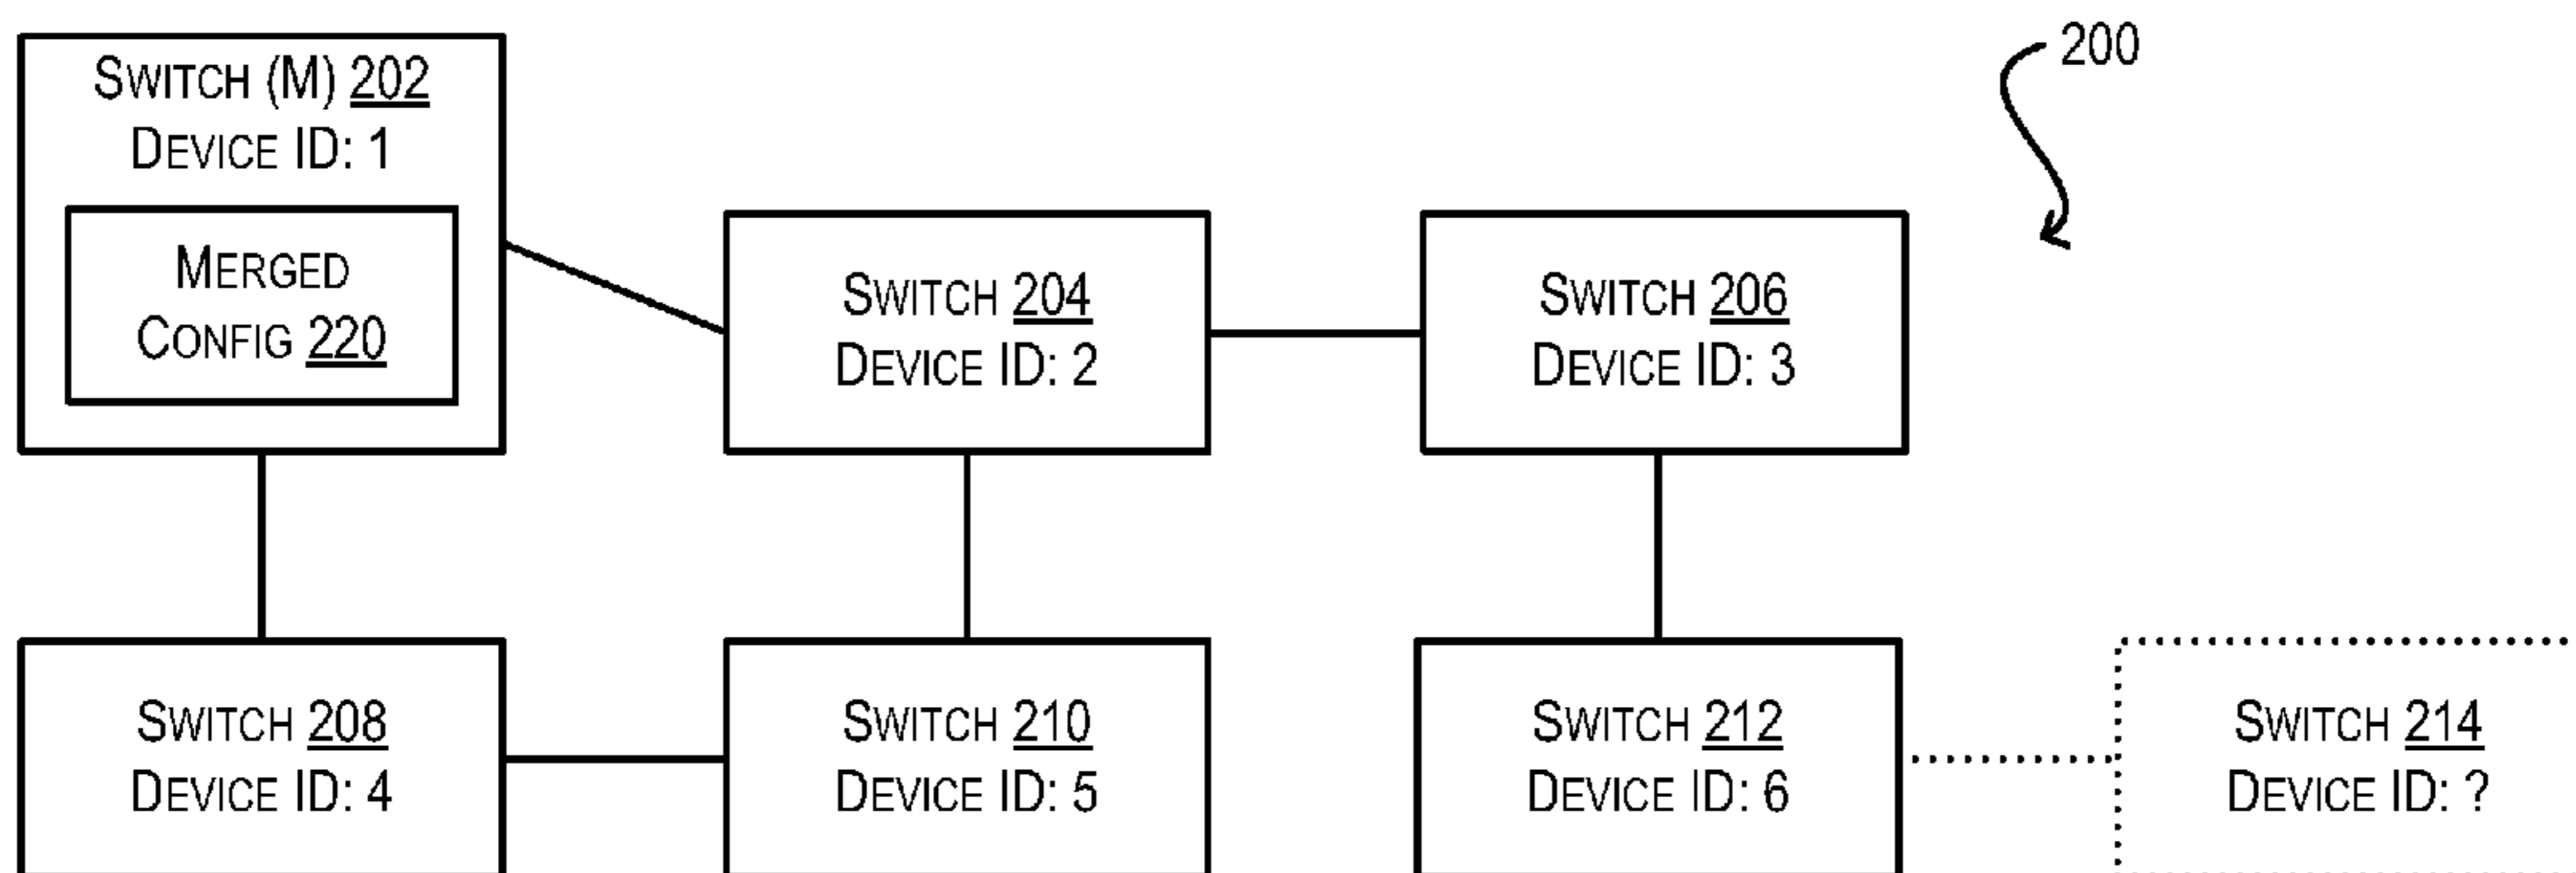 SWITCH (M) 202
DEVICE ID: 1
MERGED
CONFIG 220
200
SWITCH 204
DEVICE ID: 2
SWITCH 206
DEVICE ID: 3
SWITCH 208
DEVICE ID: 4
SWITCH 210
DEVICE ID: 5
SWITCH 212
DEVICE ID: 6
SWITCH 214
DEVICE ID: ?